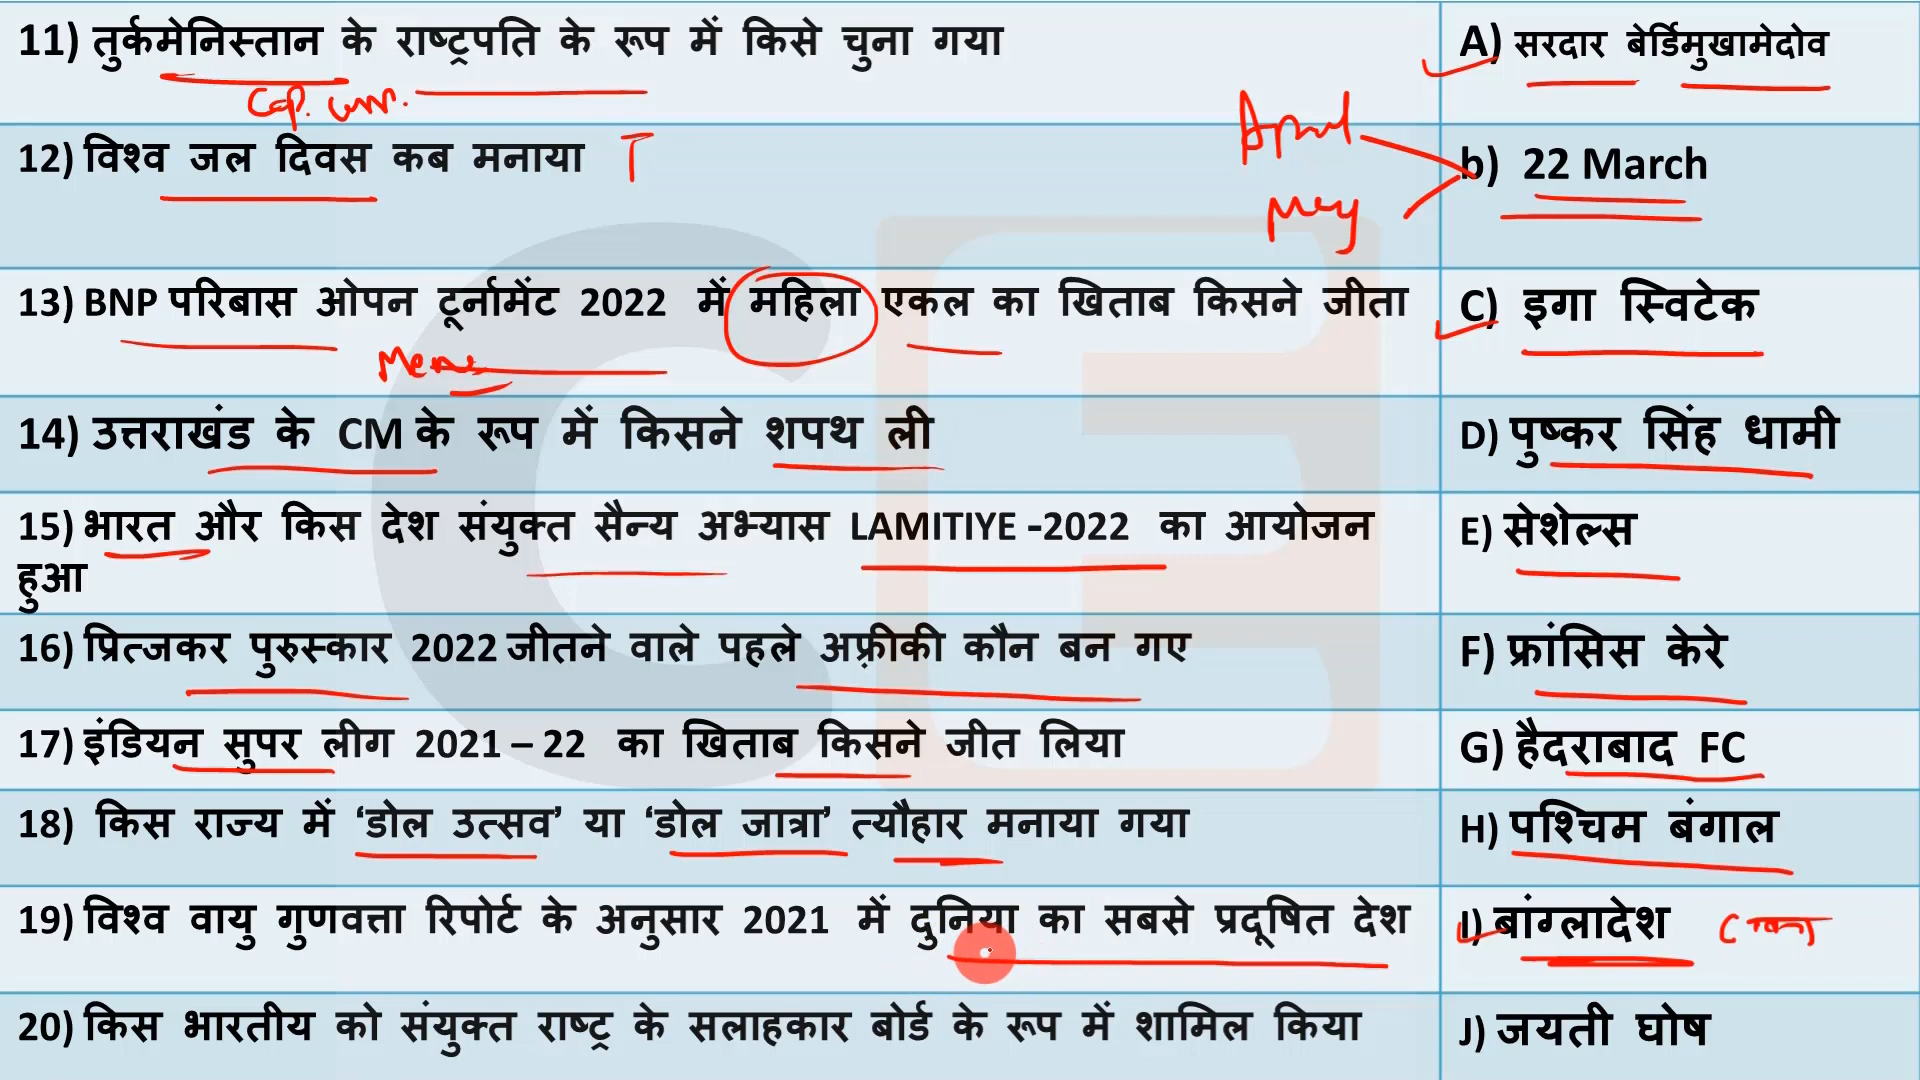 11) तुर्कमेनिस्तान के राष्ट्रपति के रूप में किसे चुना गया
A) सरदार बेर्डिमुखामेदोव
Cap.
12) विश्व जल दिवस कब मनाया T
April
b) 22 March
May
13) BNP परिबास ओपन टूर्नामेंट 2022 में महिला एकल का खिताब किसने जीता
C) इगा स्विटेक
14) उत्तराखंड के CM के रूप में किसने शपथ ली
D) पुष्कर सिंह धामी
15) भारत और किस देश संयुक्त सैन्य अभ्यास LAMITIYE -2022 का आयोजन
हुआ
E) सेशेल्स
16) प्रित्जकर पुरुस्कार 2022 जीतने वाले पहले अफ़्रीकी कौन बन गए
F) फ्रांसिस केरे
17) इंडियन सुपर लीग 2021 – 22 का खिताब किसने जीत लिया
G) हैदराबाद FC
18) किस राज्य में ‘डोल उत्सव’ या ‘डोल जात्रा’ त्यौहार मनाया गया
H) पश्चिम बंगाल
19) विश्व वायु गुणवत्ता रिपोर्ट के अनुसार 2021 में दुनिया का सबसे प्रदूषित देश
I) बांग्लादेश
20) किस भारतीय को संयुक्त राष्ट्र के सलाहकार बोर्ड के रूप में शामिल किया
J) जयती घोष